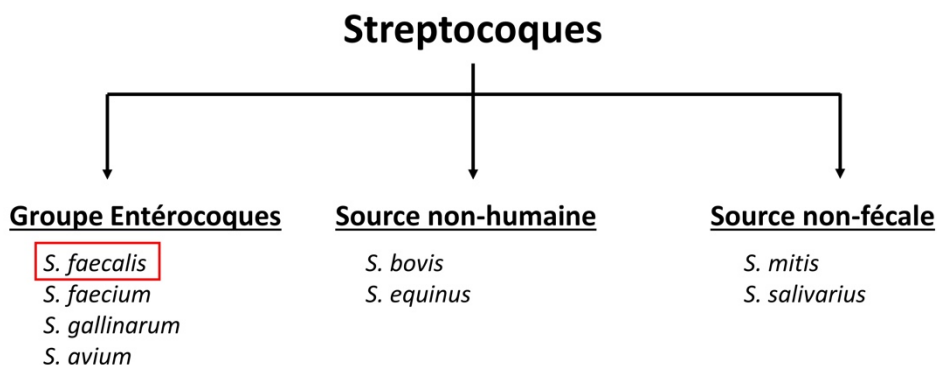 Streptocoques
Groupe Entérocoques
S. faecalis
S. faecium
S. gallinarum
S. avium
Source non-humaine
S. bovis
S. equinus
Source non-fécale
S. mitis
S. salivarius